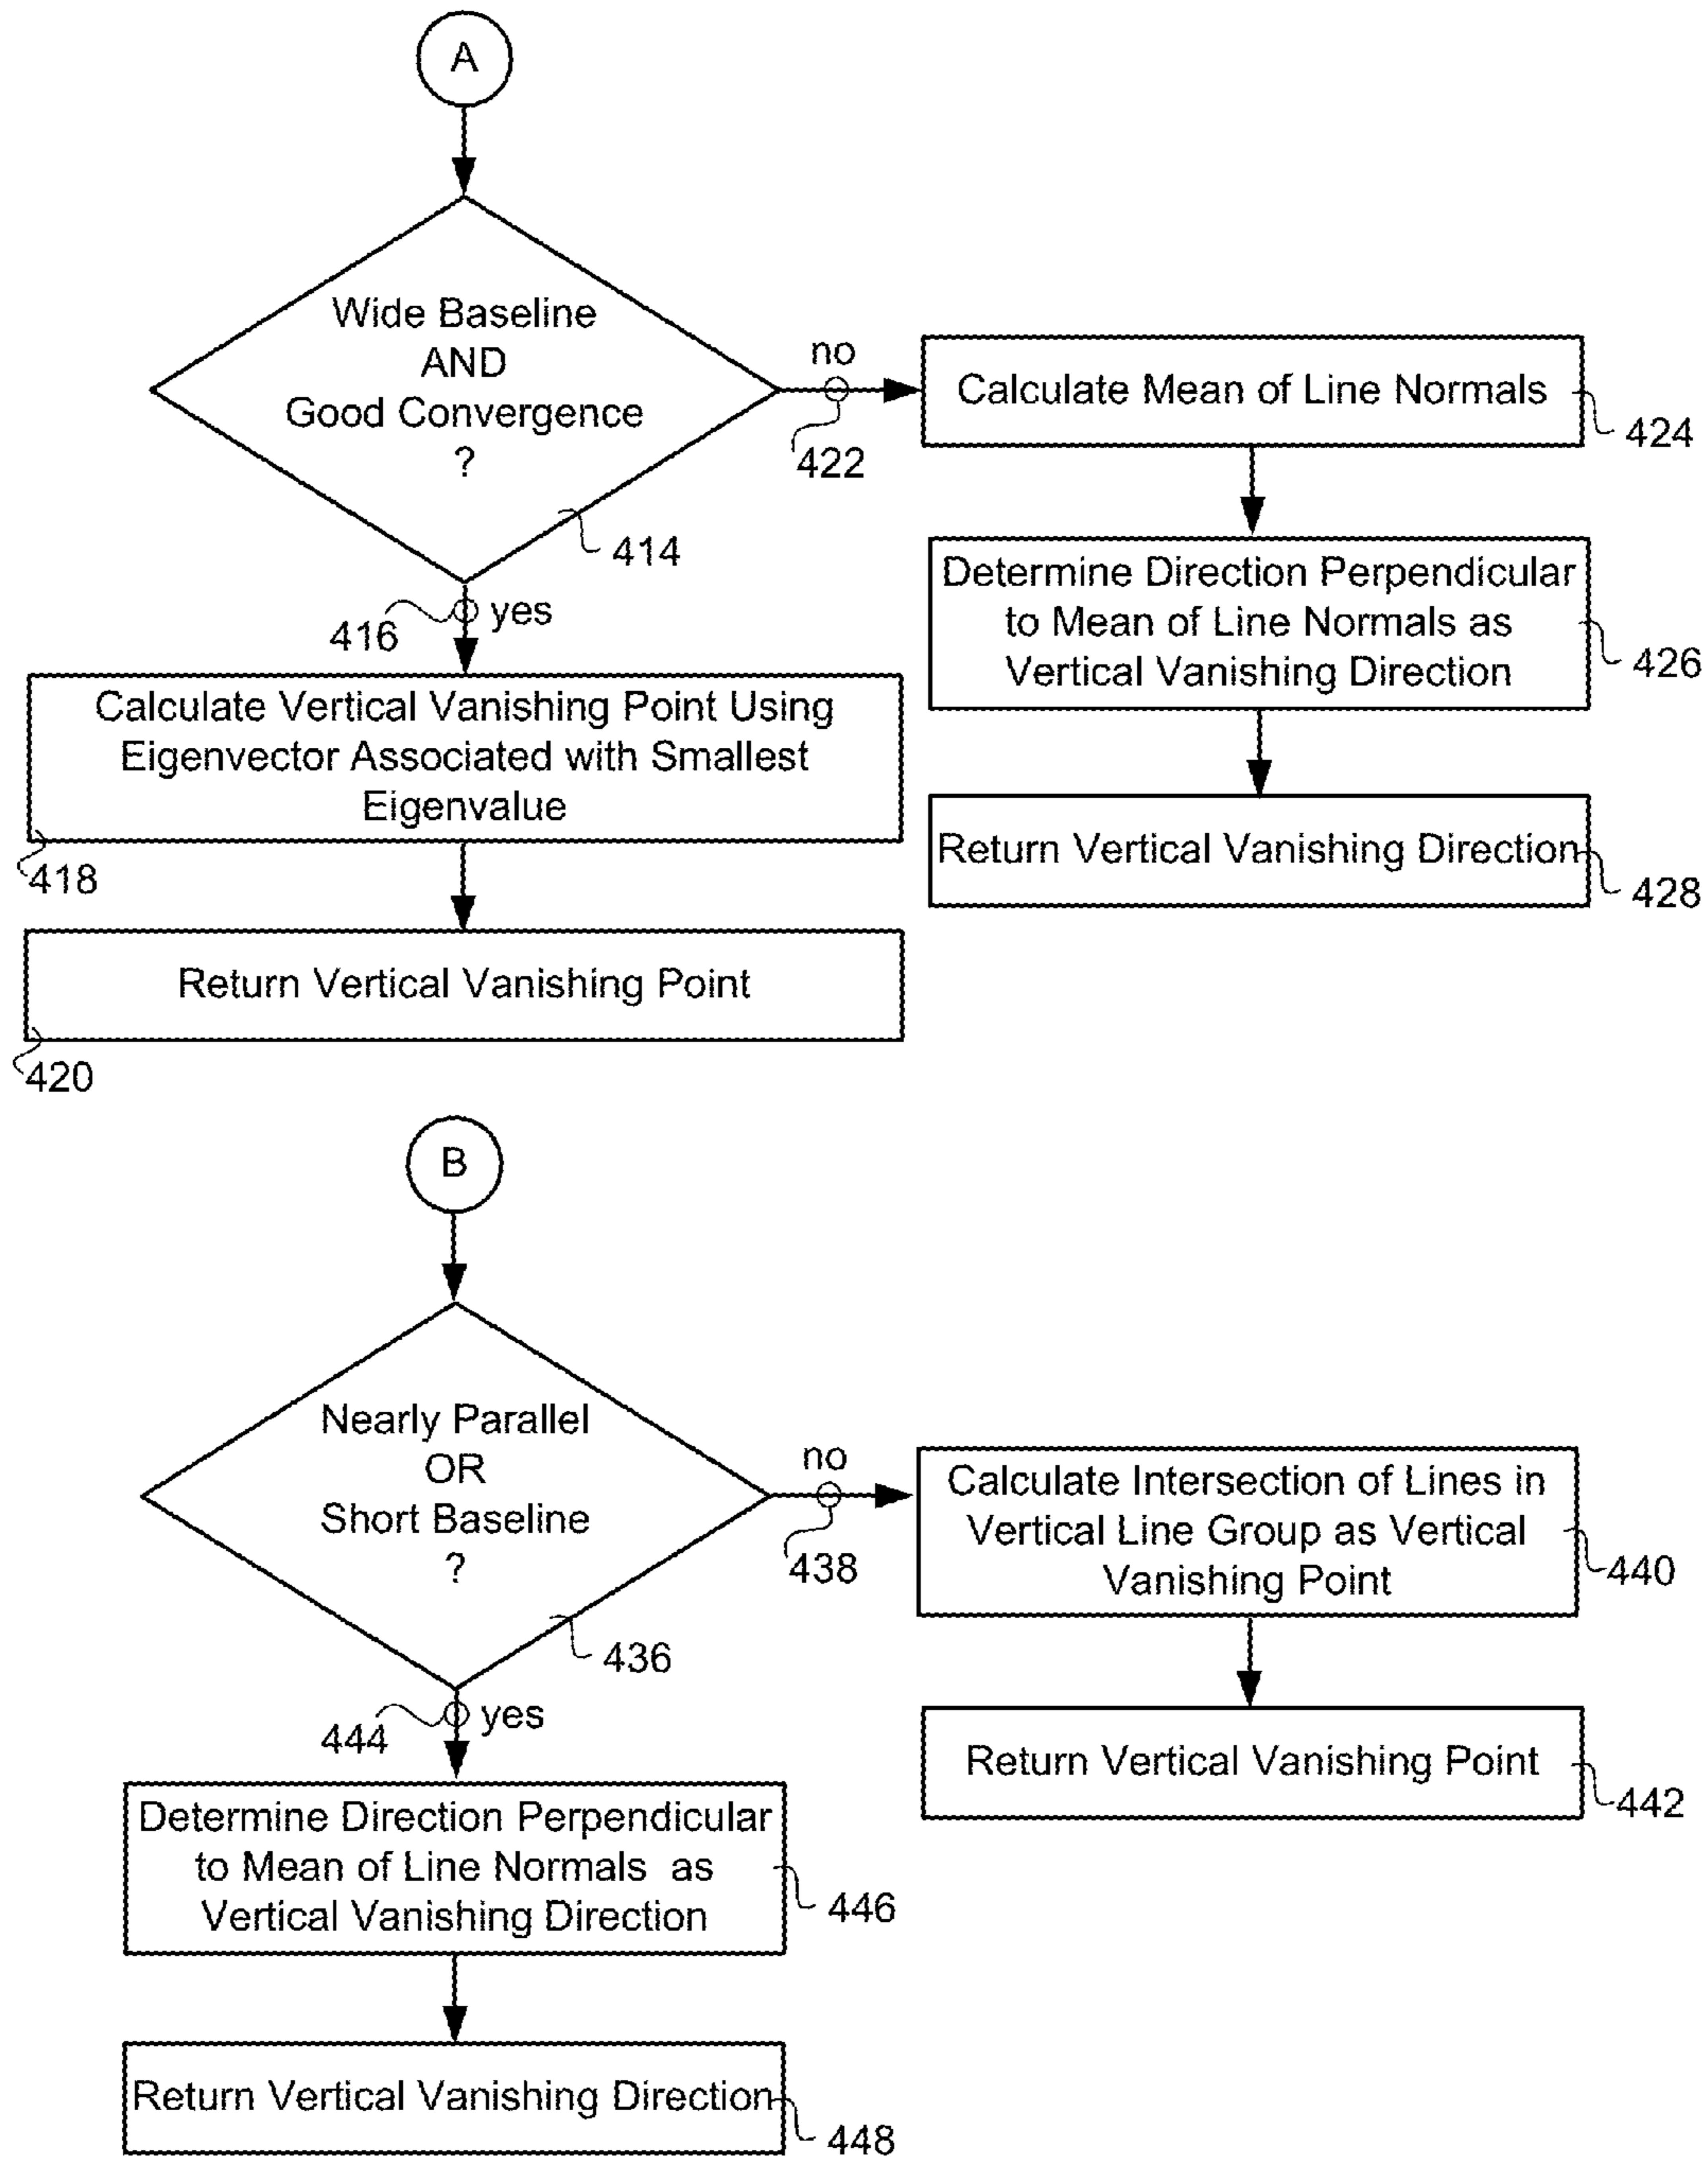 A
Wide Baseline
AND
Good Convergence
?
414
no
422
Calculate Mean of Line Normals
424
Determine Direction Perpendicular
to Mean of Line Normals as
Vertical Vanishing Direction
426
Return Vertical Vanishing Direction
428
416
yes
Calculate Vertical Vanishing Point Using
Eigenvector Associated with Smallest
Eigenvalue
418
Return Vertical Vanishing Point
420
B
Nearly Parallel
OR
Short Baseline
?
436
no
438
Calculate Intersection of Lines in
Vertical Line Group as Vertical
Vanishing Point
440
Return Vertical Vanishing Point
442
444
yes
Determine Direction Perpendicular
to Mean of Line Normals as
Vertical Vanishing Direction
446
Return Vertical Vanishing Direction
448